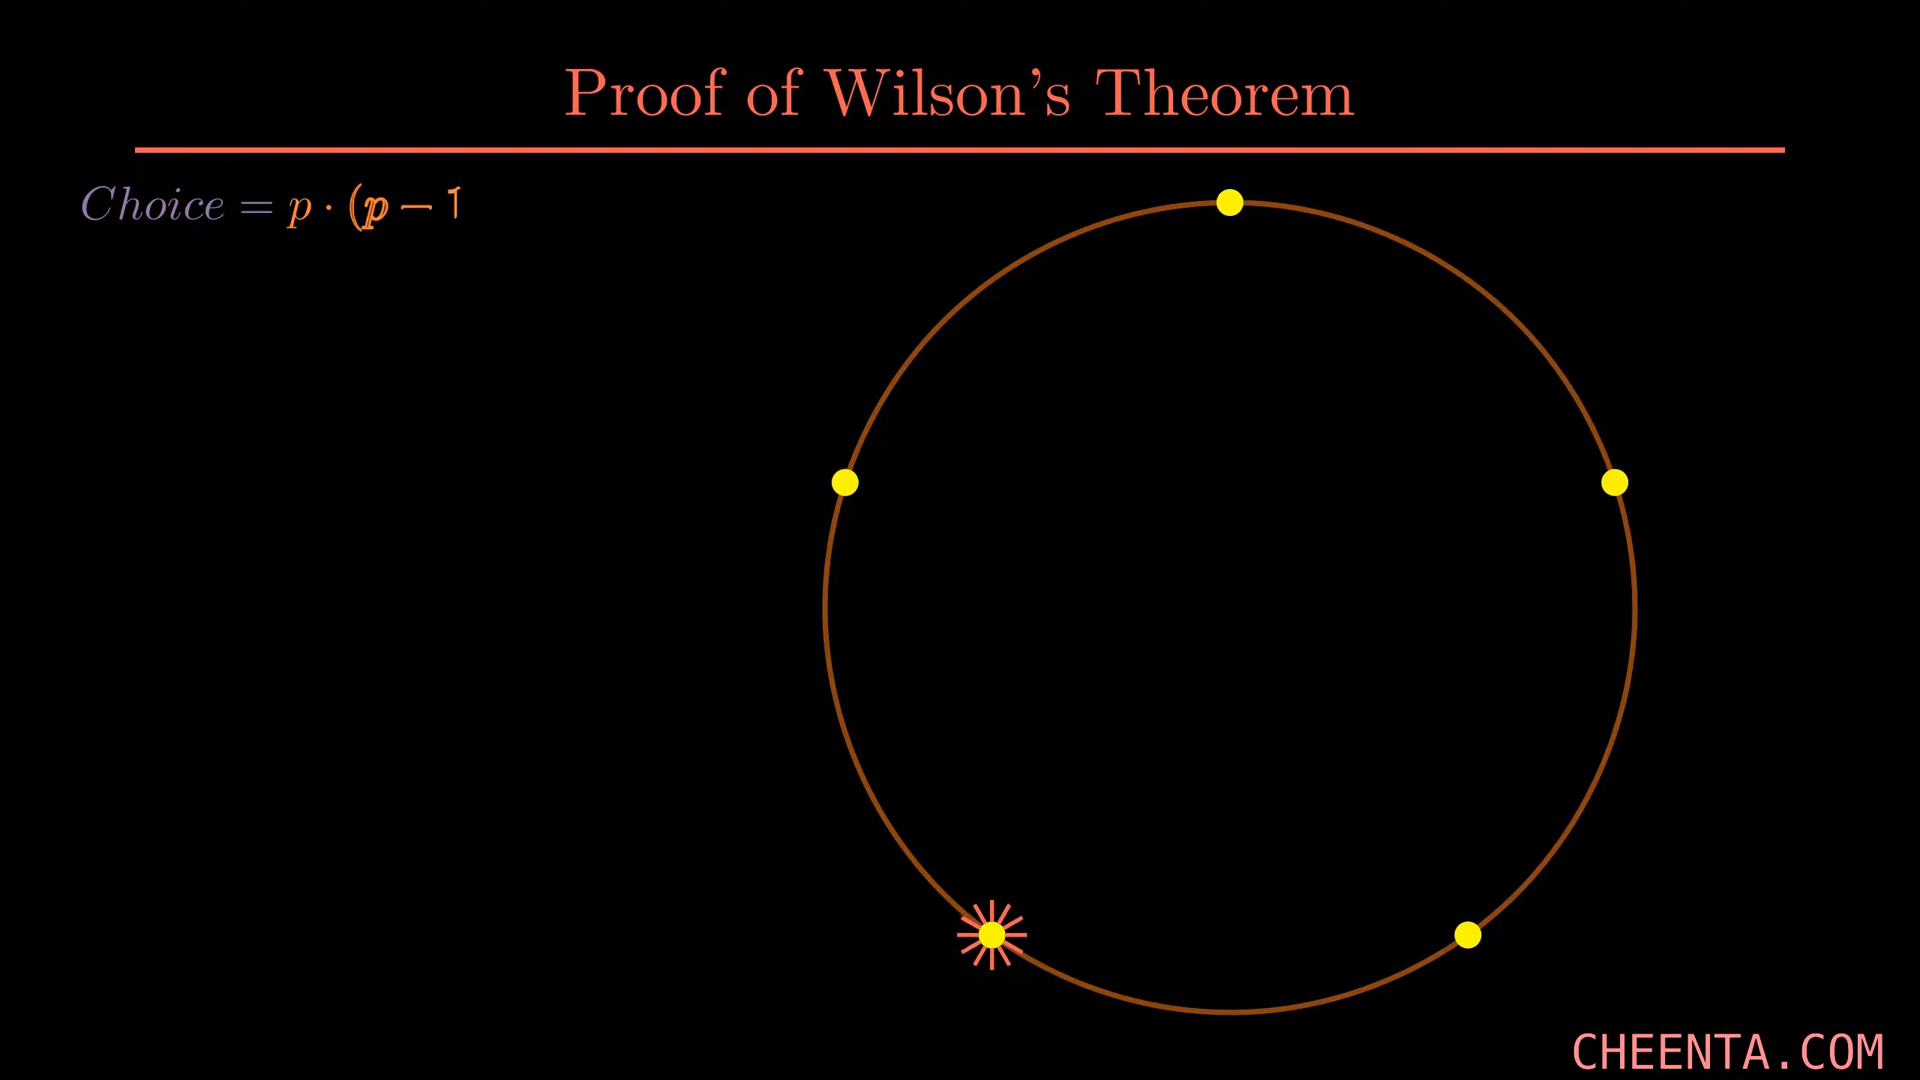 Proof of Wilson's Theorem
Choice = p · (p − 1
CHEENTA.COM